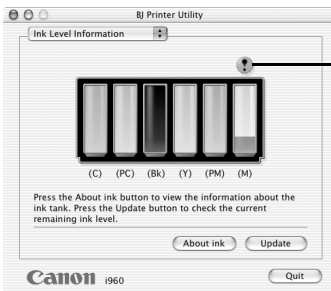 BJ Printer Utility
Ink Level Information
!
(C) (PC) (Bk) (Y) (PM) (M)
Press the About ink button to view the information about the
ink tank. Press the Update button to check the current
remaining ink level.
About ink Update
Canon i960 Quit